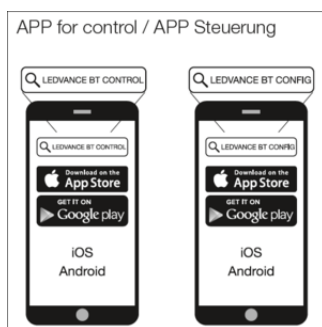 APP for control / APP Steuerung
LEDVANCE BT CONTROL
LEDVANCE BT CONTROL
Download on the
App Store
GET IT ON
Google play
iOS
Android
LEDVANCE BT CONFIG
LEDVANCE BT CONFIG
Download on the
App Store
GET IT ON
Google play
iOS
Android